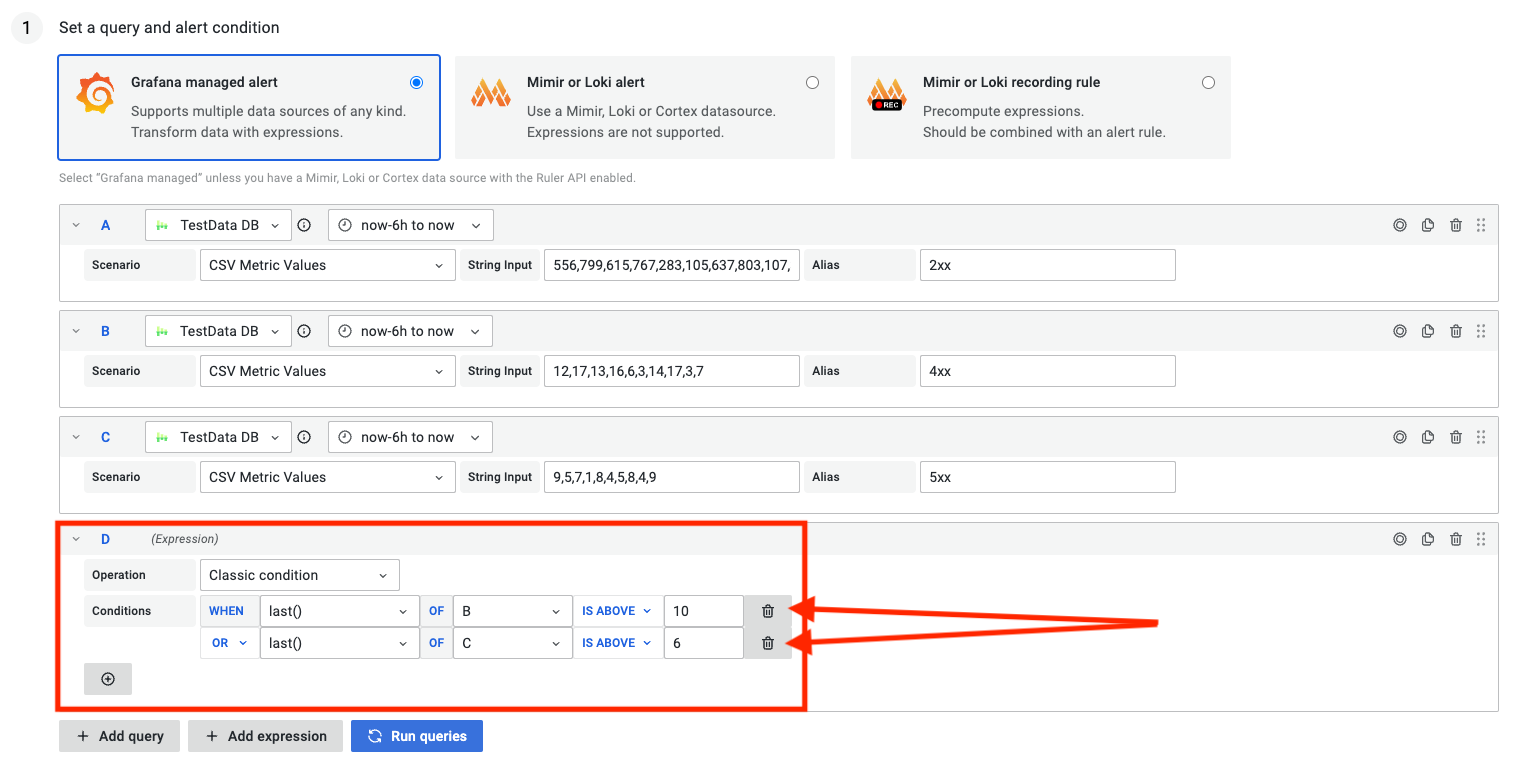 1 Set a query and alert condition
Grafana managed alert
Supports multiple data sources of any kind.
Transform data with expressions.
Mimir or Loki alert
Use a Mimir, Loki or Cortex datasource.
Expressions are not supported.
REC
Mimir or Loki recording rule
Precompute expressions.
Should be combined with an alert rule.
Select “Grafana managed” unless you have a Mimir, Loki or Cortex data source with the Ruler API enabled.
A TestData DB now-6h to now
Scenario CSV Metric Values String Input 556,799,615,767,283,105,637,803,107, Alias 2xx
B TestData DB now-6h to now
Scenario CSV Metric Values String Input 12,17,13,16,6,3,14,17,3,7 Alias 4xx
C TestData DB now-6h to now
Scenario CSV Metric Values String Input 9,5,7,1,8,4,5,8,4,9 Alias 5xx
D (Expression)
Operation Classic condition
Conditions WHEN last() OF B IS ABOVE 10
OR last() OF C IS ABOVE 6
+ Add query + Add expression Run queries